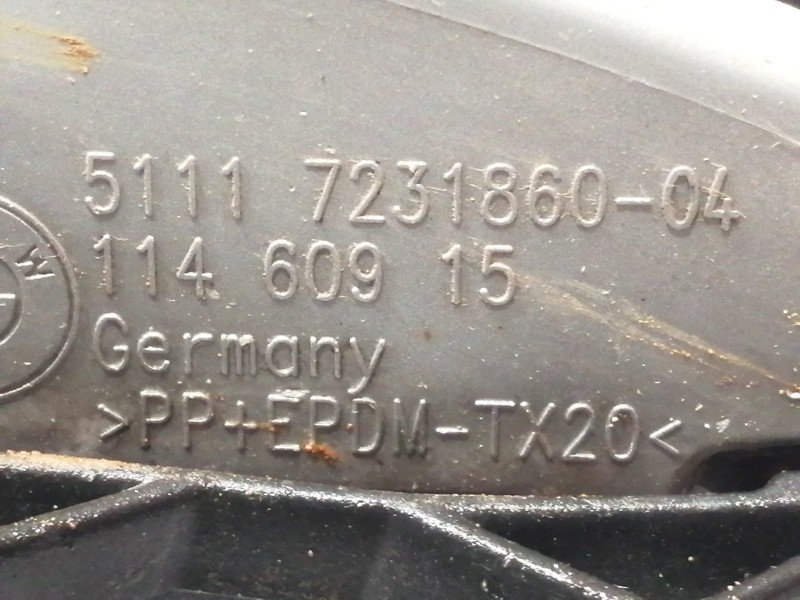 5111 7231860-04
114 609 15
Germany
>PP+EPDM-TX20<